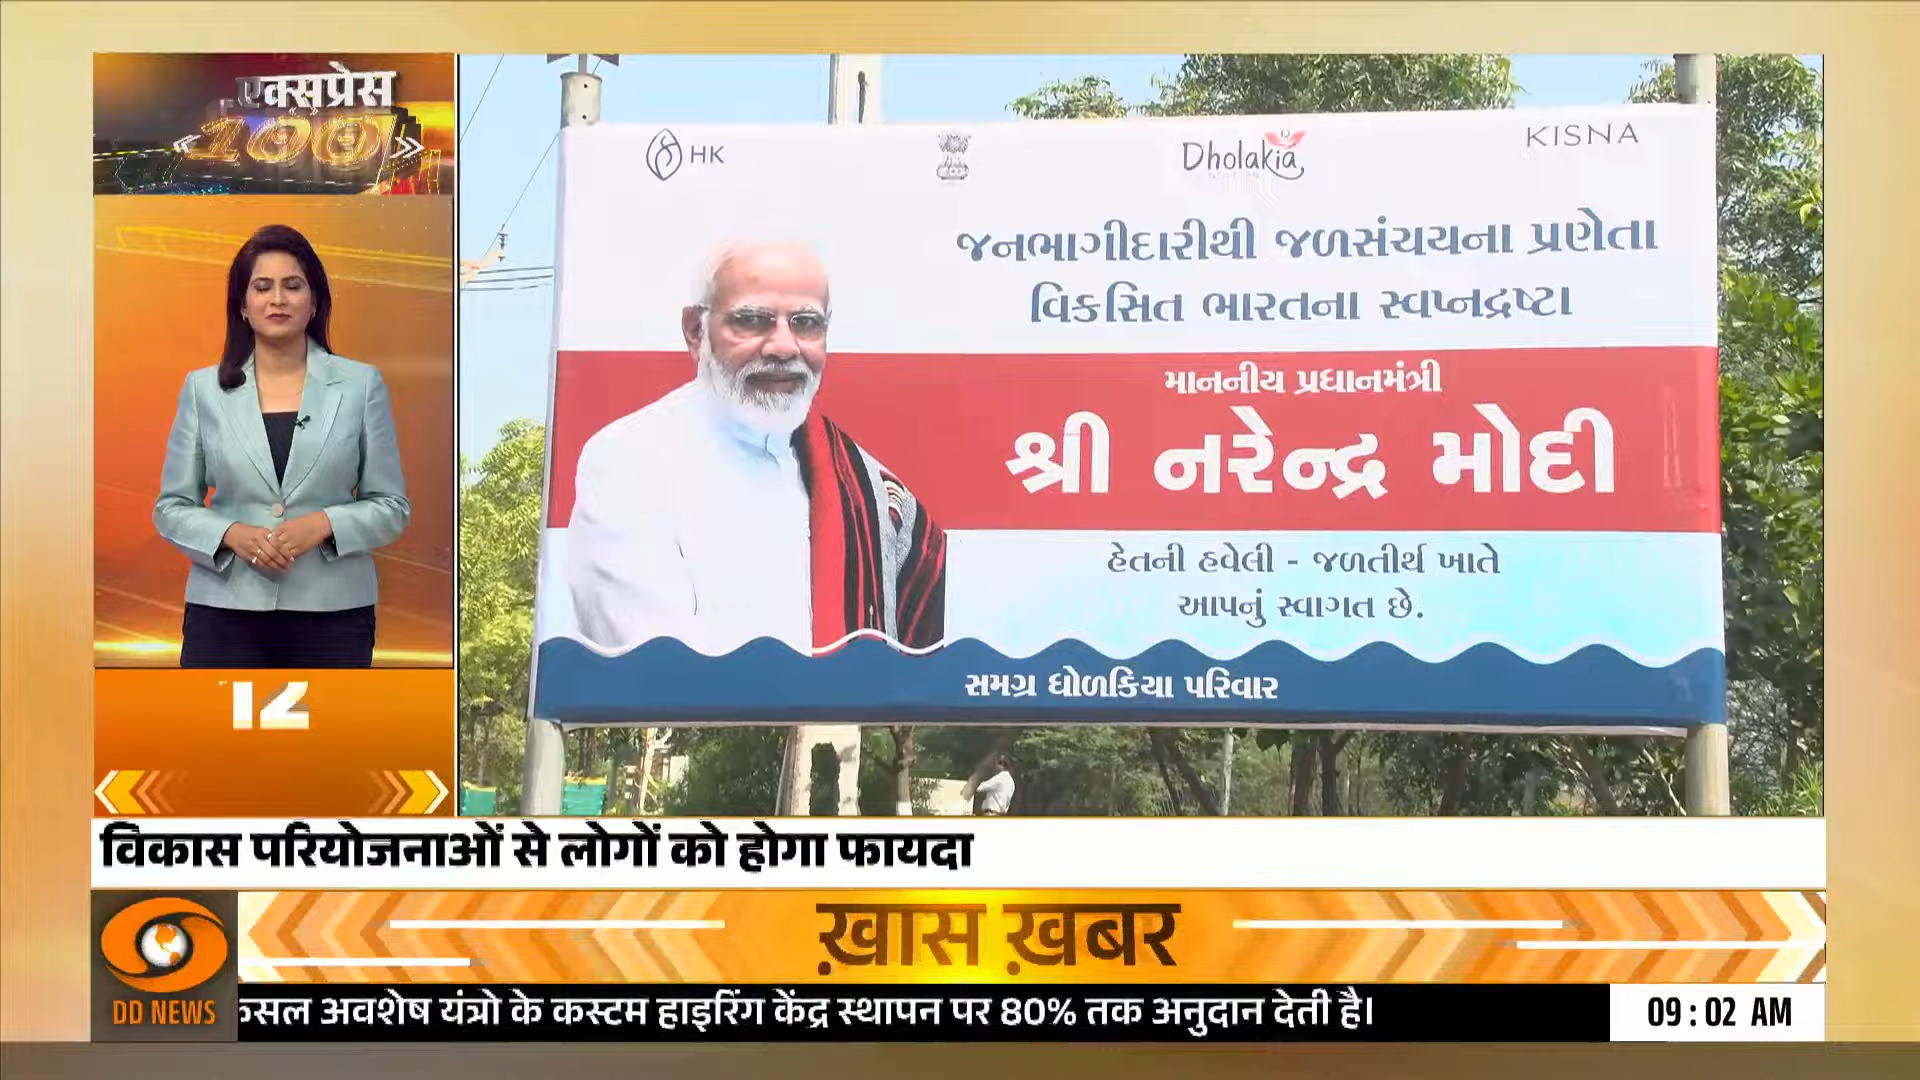 एक्सप्रेस
100
HK
Dholakia
KISNA
જનભાગીદારીથી જળસંચયના પ્રણેતા
વિકસિત ભારતના સ્વપ્નદ્રષ્ટા
માનનીય પ્રધાનમંત્રી
શ્રી નરેન્દ્ર મોદી
હેતની હવેલી - જળતીર્થ ખાતે
આપનું સ્વાગત છે.
સમગ્ર ધોળકિયા પરિવાર
12
विकास परियोजनाओं से लोगों को होगा फायदा
ख़ास ख़बर
DD NEWS
फसल अवशेष यंत्रो के कस्टम हाइरिंग केंद्र स्थापन पर 80% तक अनुदान देती है।
09:02 AM